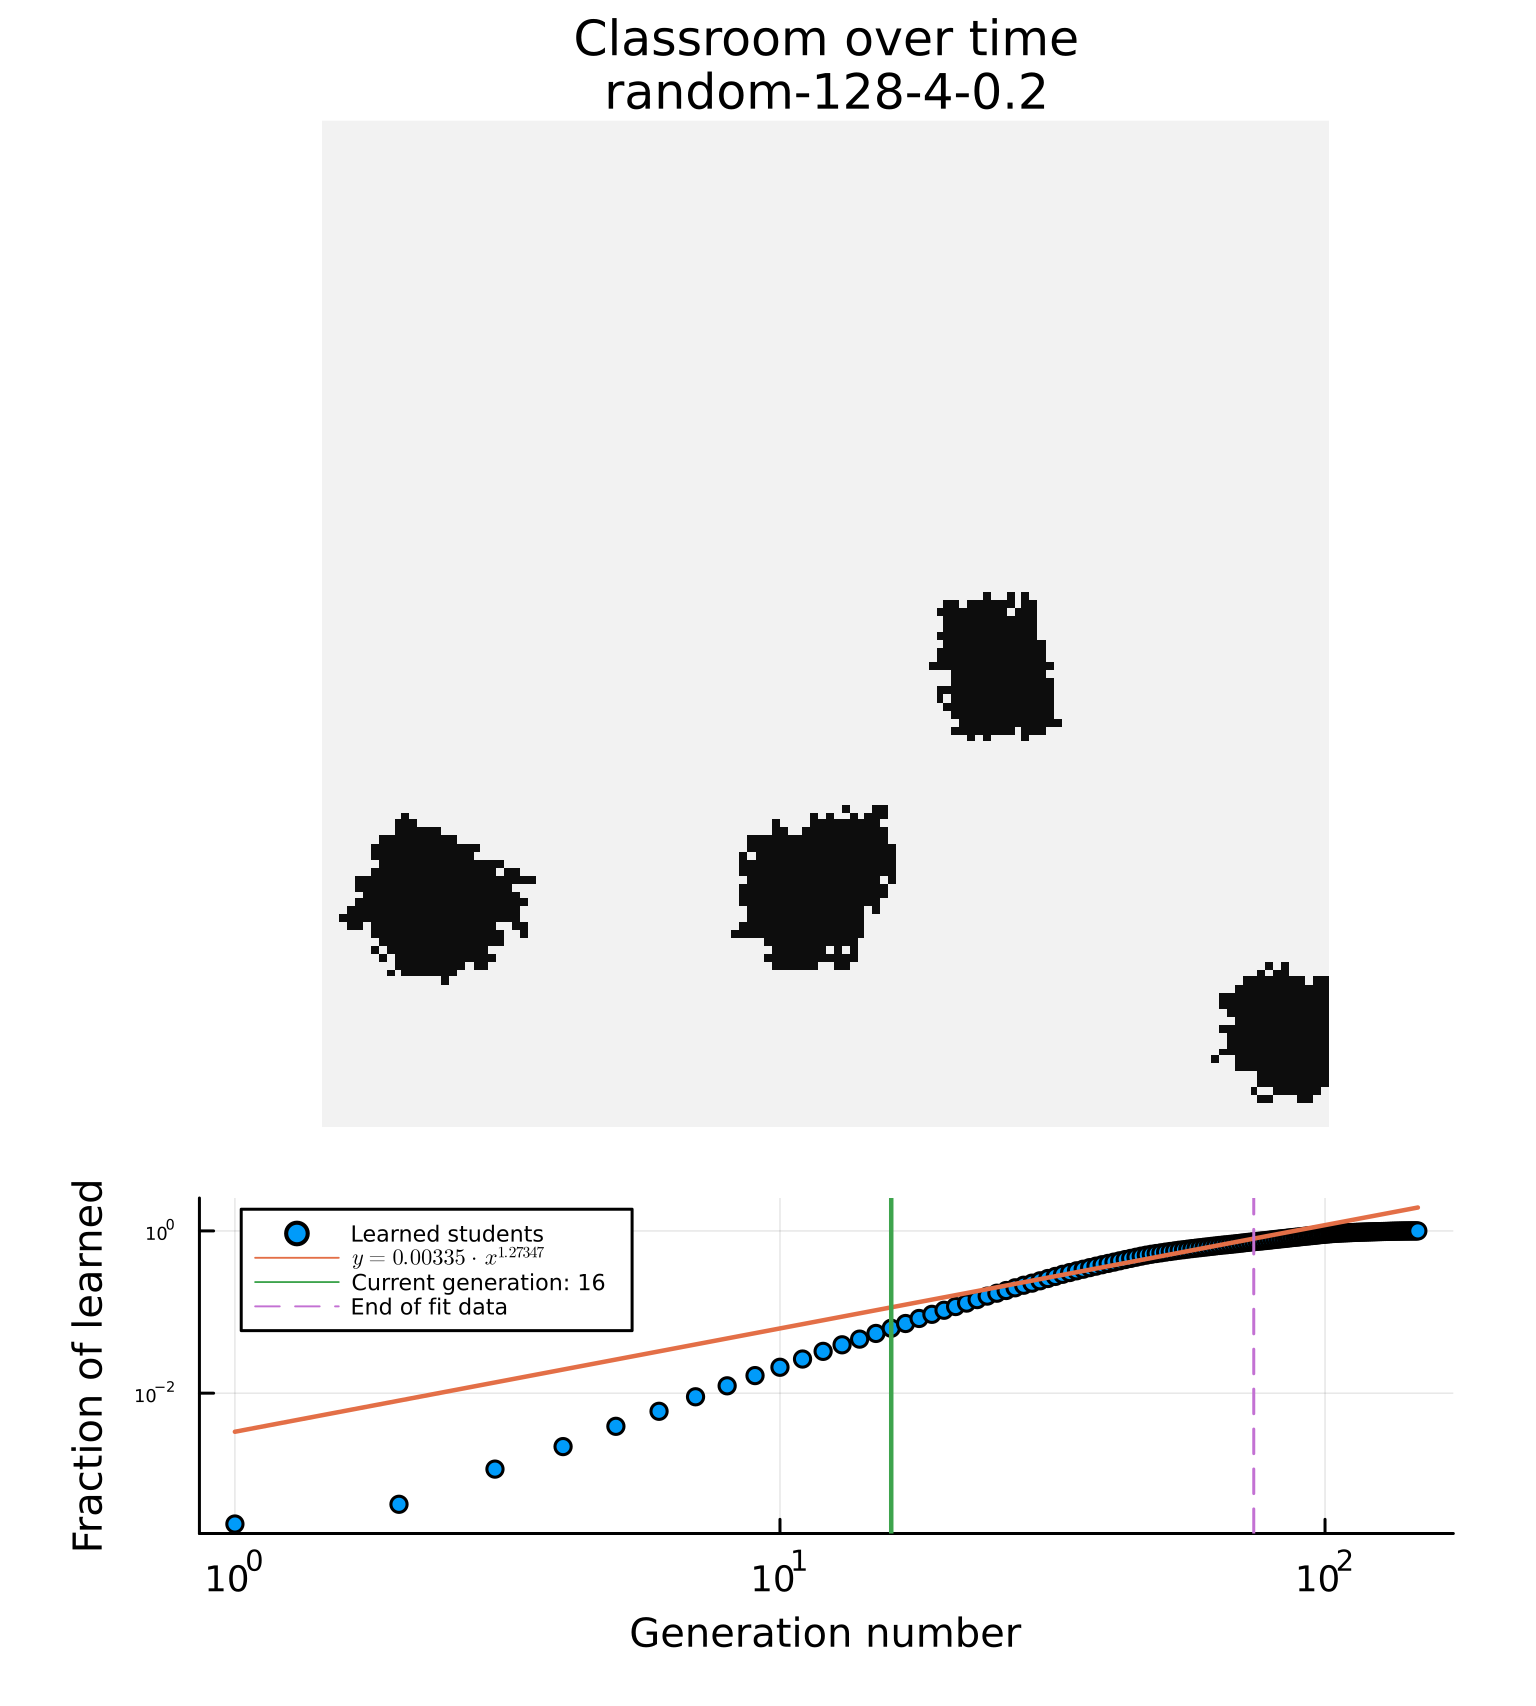 Classroom over time
random-128-4-0.2
Fraction of learned
10^0
10^-2
Learned students
y = 0.00335 · x^1.27347
Current generation: 16
End of fit data
10^0 10^1 10^2
Generation number